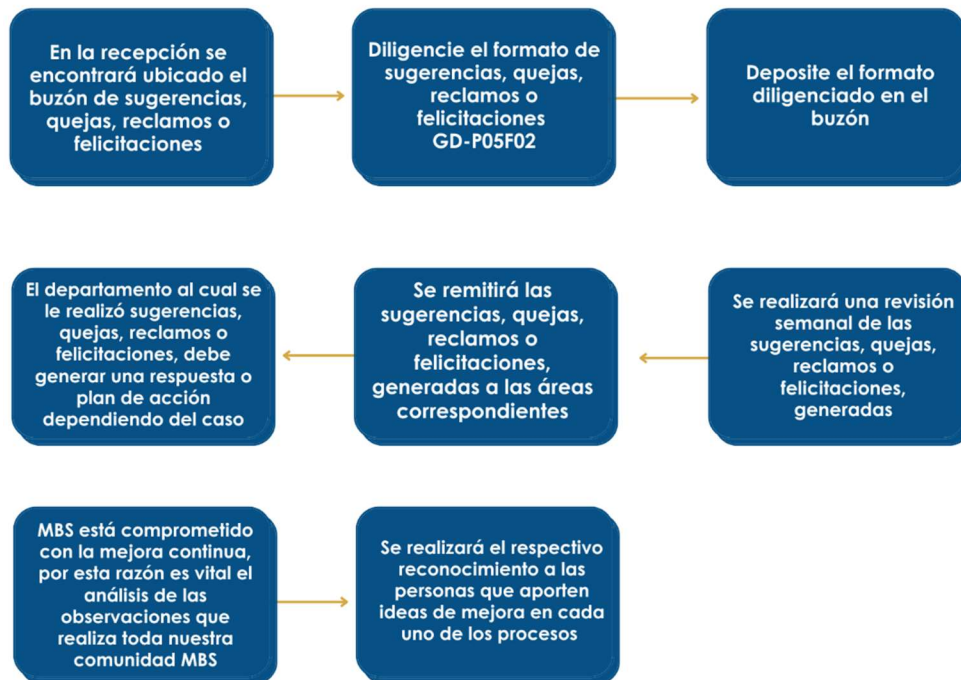 En la recepción se
encontrará ubicado el
buzón de sugerencias,
quejas, reclamos o
felicitaciones
Diligencie el formato de
sugerencias, quejas,
reclamos o
felicitaciones
GD-P05F02
Deposite el formato
diligenciado en el
buzón
Se realizará una revisión
semanal de las
sugerencias, quejas,
reclamos o
felicitaciones,
generadas
Se remitirá las
sugerencias, quejas,
reclamos o
felicitaciones,
generadas a las áreas
correspondientes
El departamento al cual se
le realizó sugerencias,
quejas, reclamos o
felicitaciones, debe
generar una respuesta o
plan de acción
dependiendo del caso
MBS está comprometido
con la mejora continua,
por esta razón es vital el
análisis de las
observaciones que
realiza toda nuestra
comunidad MBS
Se realizará el respectivo
reconocimiento a las
personas que aporten
ideas de mejora en cada
uno de los procesos